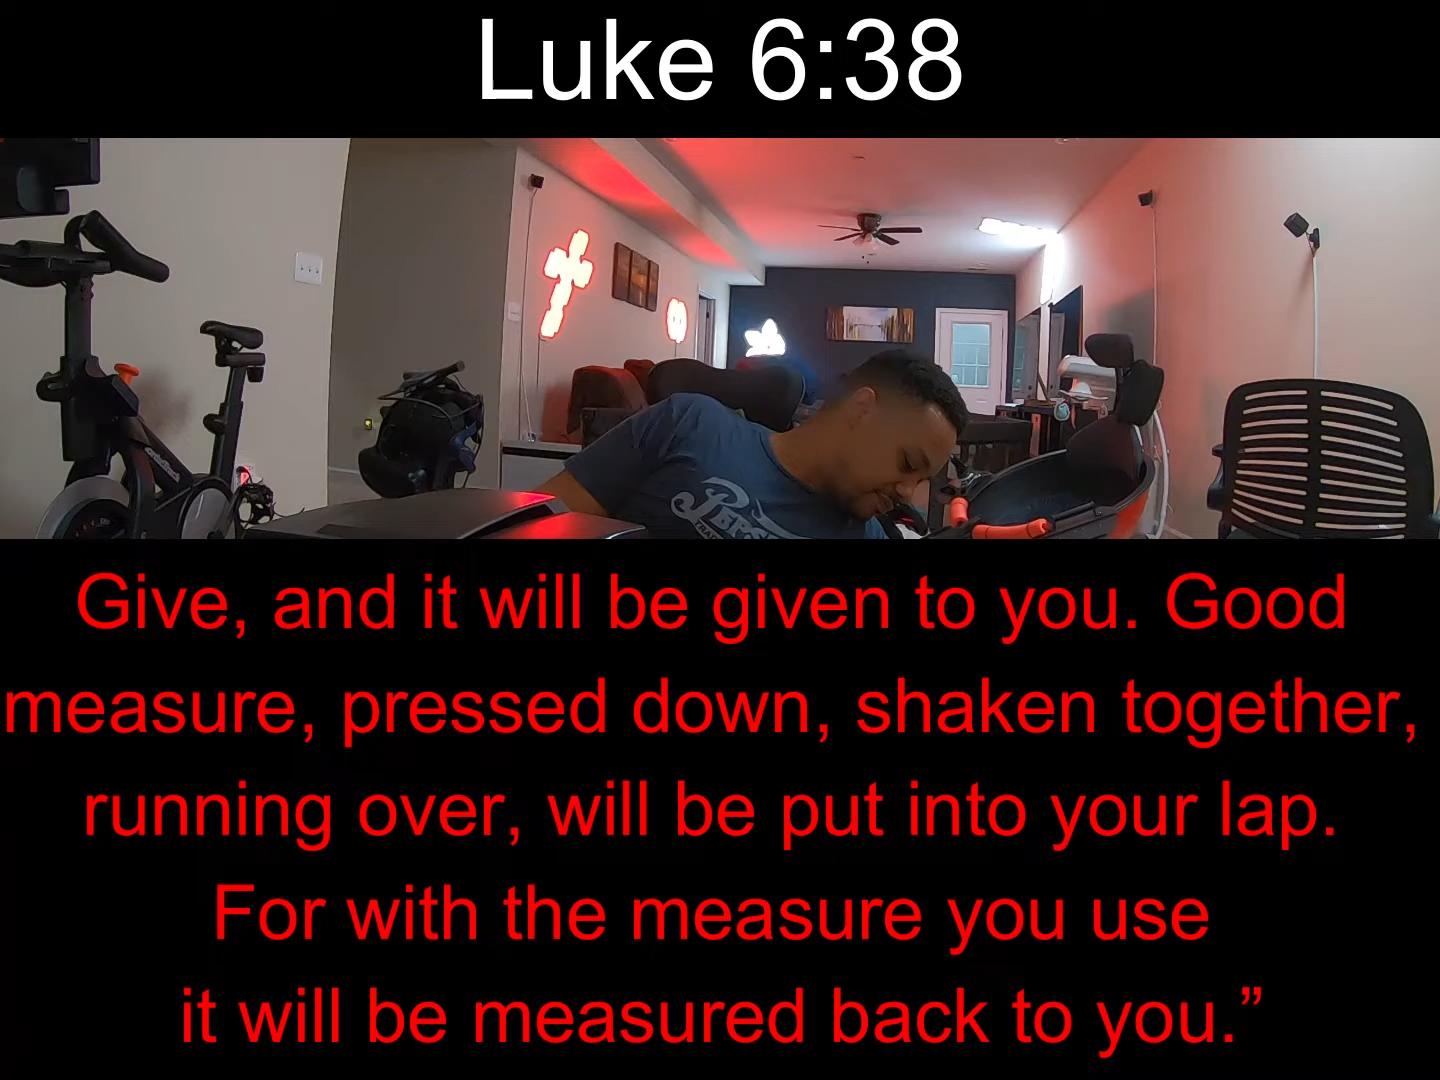 Luke 6:38
Give, and it will be given to you. Good
measure, pressed down, shaken together,
running over, will be put into your lap.
For with the measure you use
it will be measured back to you.”